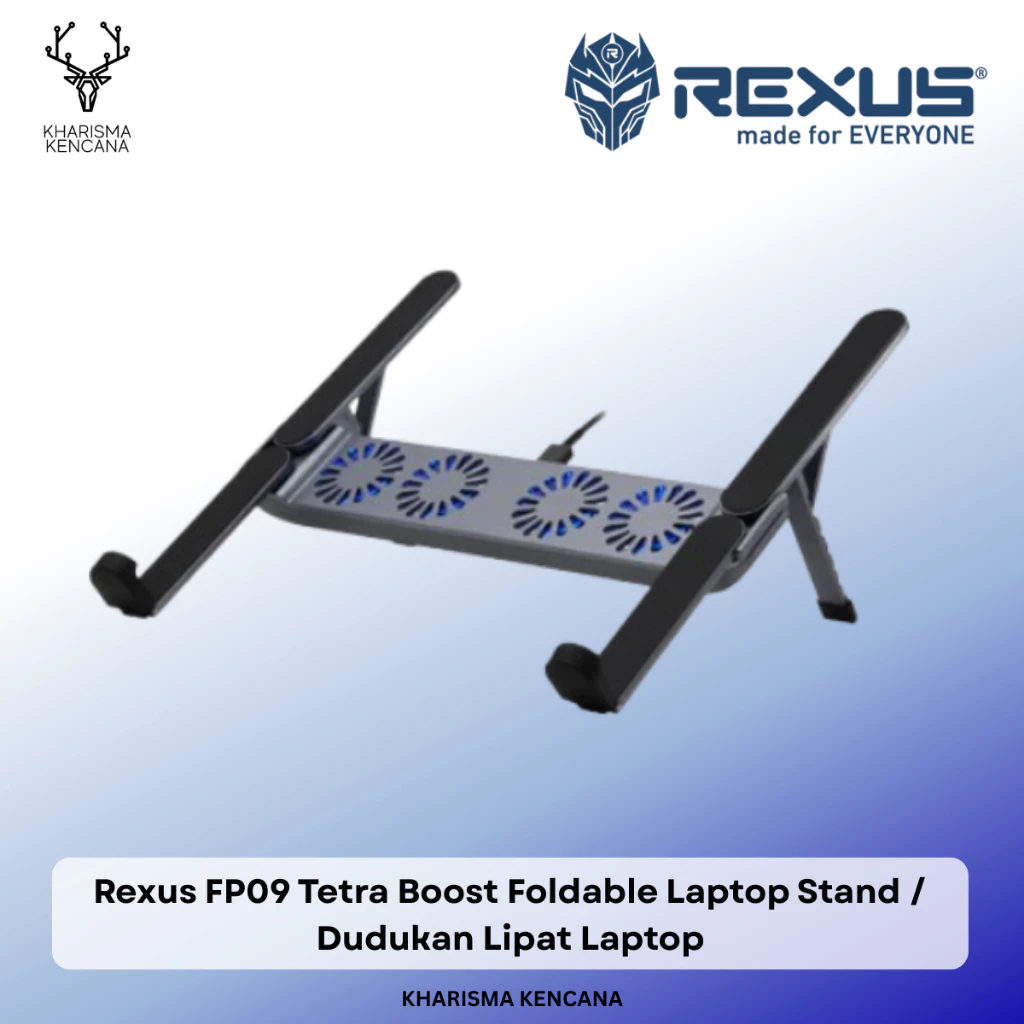 KHARISMA
KENCANA
R
REXUS®
made for EVERYONE
Rexus FP09 Tetra Boost Foldable Laptop Stand /
Dudukan Lipat Laptop
KHARISMA KENCANA